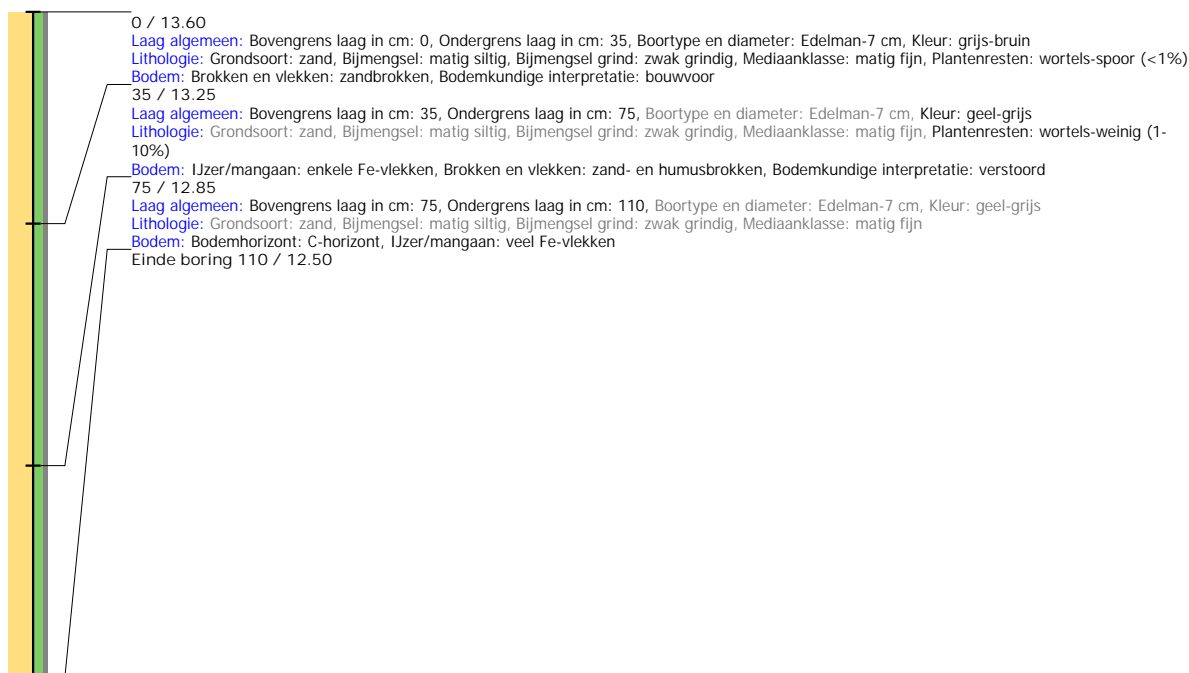 0 / 13.60
Laag algemeen: Bovengrens laag in cm: 0, Ondergrens laag in cm: 35, Boortype en diameter: Edelman-7 cm, Kleur: grijs-bruin
Lithologie: Grondsoort: zand, Bijmengsel: matig siltig, Bijmengsel grind: zwak grindig, Mediaanklasse: matig fijn, Plantenresten: wortels-spoor (<1%)
Bodem: Brokken en vlekken: zandbrokken, Bodemkundige interpretatie: bouwvoor
35 / 13.25
Laag algemeen: Bovengrens laag in cm: 35, Ondergrens laag in cm: 75, Boortype en diameter: Edelman-7 cm, Kleur: geel-grijs
Lithologie: Grondsoort: zand, Bijmengsel: matig siltig, Bijmengsel grind: zwak grindig, Mediaanklasse: matig fijn, Plantenresten: wortels-weinig (1-
10%)
Bodem: IJzer/mangaan: enkele Fe-vlekken, Brokken en vlekken: zand- en humusbrokken, Bodemkundige interpretatie: verstoord
75 / 12.85
Laag algemeen: Bovengrens laag in cm: 75, Ondergrens laag in cm: 110, Boortype en diameter: Edelman-7 cm, Kleur: geel-grijs
Lithologie: Grondsoort: zand, Bijmengsel: matig siltig, Bijmengsel grind: zwak grindig, Mediaanklasse: matig fijn
Bodem: Bodemhorizont: C-horizont, IJzer/mangaan: veel Fe-vlekken
Einde boring 110 / 12.50